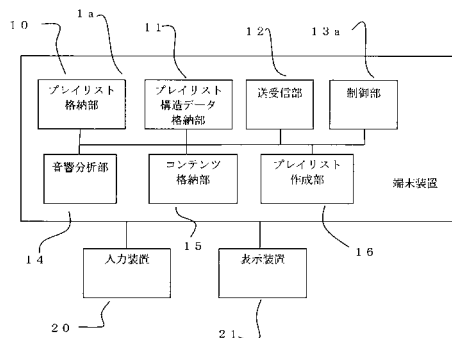 10
1a
11
12
13a
プレイリスト
格納部
プレイリスト
構造データ
格納部
送受信部
制御部
音響分析部
コンテンツ
格納部
プレイリスト
作成部
端末装置
14
15
16
入力装置
表示装置
20
21